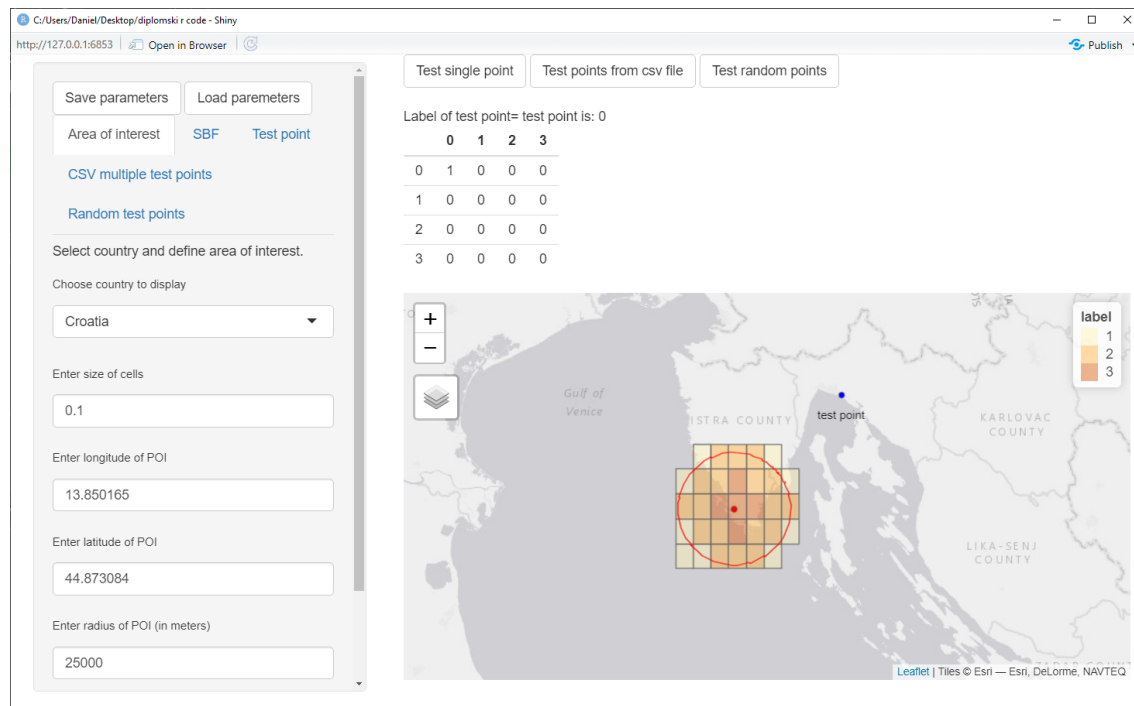 C:/Users/Daniel/Desktop/diplomski r code - Shiny
http://127.0.0.1:6853 Open in Browser Publish
Save parameters Load paremeters
Area of interest SBF Test point
CSV multiple test points
Random test points
Select country and define area of interest.
Choose country to display
Croatia
Enter size of cells
0.1
Enter longitude of POI
13.850165
Enter latitude of POI
44.873084
Enter radius of POI (in meters)
25000
Test single point Test points from csv file Test random points
Label of test point= test point is: 0
0 1 2 3
0 1 0 0 0
1 0 0 0 0
2 0 0 0 0
3 0 0 0 0
+
−
label
1
2
3
Gulf of
Venice
ISTRA COUNTY
test point
KARLOVAC
COUNTY
LIKA-SENJ
COUNTY
Leaflet | Tiles © Esri — Esri, DeLorme, NAVTEQ